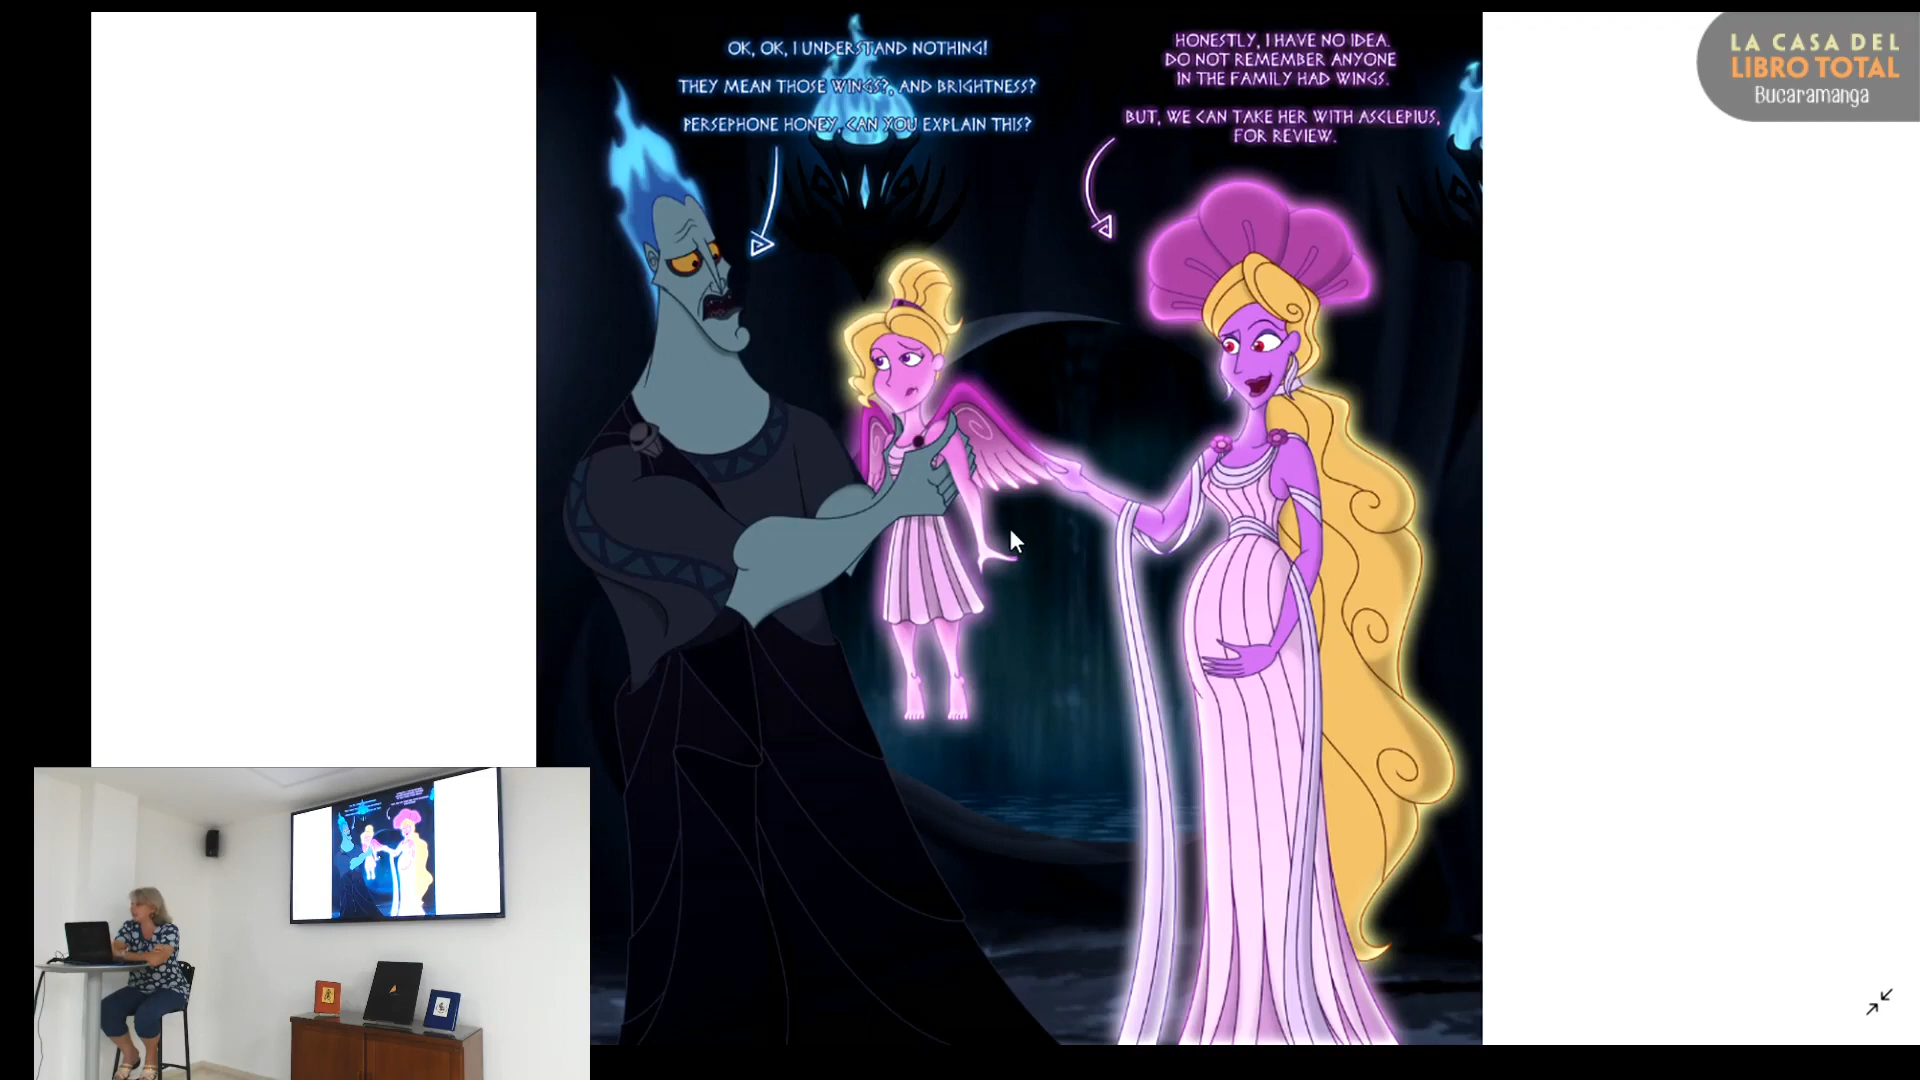 OK, OK, I UNDERSTAND NOTHING!
THEY MEAN THOSE WINGS?, AND BRIGHTNESS?
PERSEPHONE HONEY, CAN YOU EXPLAIN THIS?
HONESTLY, I HAVE NO IDEA.
DO NOT REMEMBER ANYONE
IN THE FAMILY HAD WINGS.
BUT, WE CAN TAKE HER WITH ASCLEPIUS,
FOR REVIEW.
LA CASA DEL
LIBRO TOTAL
Bucaramanga